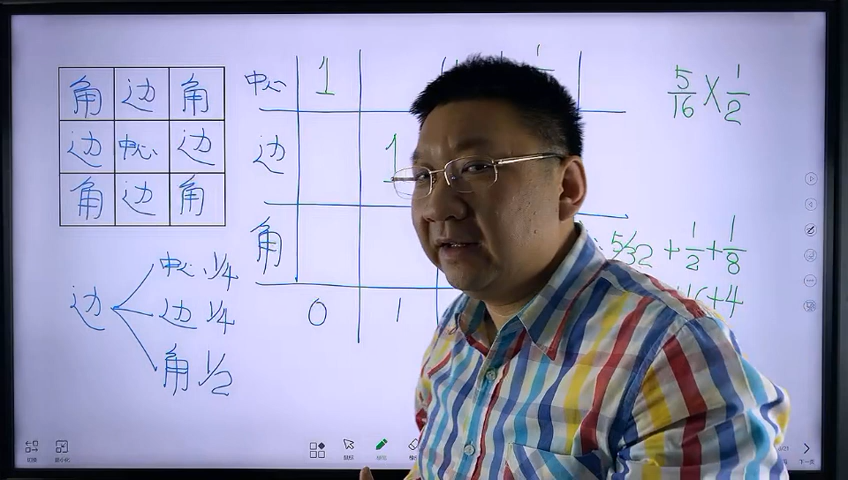 角 边 角
边 中心 边
角 边 角
边
中心 1/4
边 1/4
角 1/2
中心 1
边 1
角
0 1
5/16 × 1/2
5/32 + 1/2 + 1/8
+4